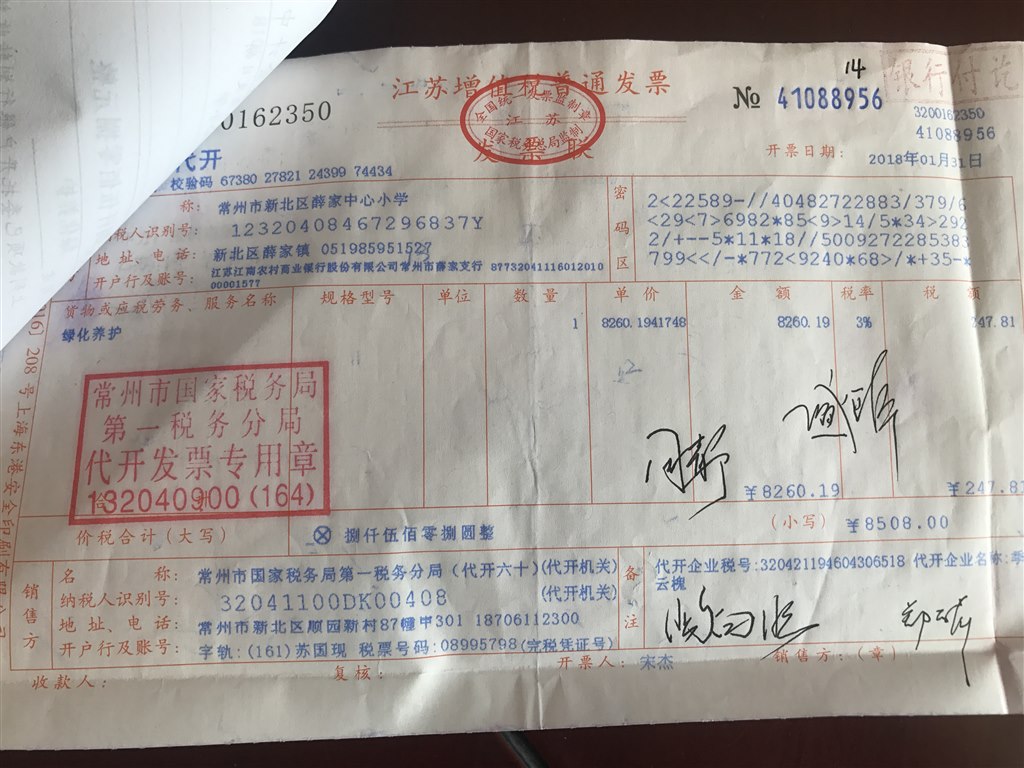 江苏增值税普通发票
发票联
全国统一发票监制章
江苏
国家税务总局监制
0162350
№ 41088956
14
银行付讫
3200162350
41088956
开票日期: 2018年01月31日
代开
校验码 67380 27821 24399 74434
称: 常州市新北区薛家中心小学
纳税人识别号: 12320408467296837Y
地址、电话: 新北区薛家镇 051985951527
开户行及账号: 江苏江南农村商业银行股份有限公司常州市薛家支行 87732041116012010
00001577
密码区
2<22589-//40482722883/379/6
<29<7>6982*85<9>14/5*34>292
2/+--5*11*18//5009272285383
799<</-*772<9240*68>/*+35-*
货物或应税劳务、服务名称 规格型号 单位 数量 单价 金额 税率 税额
绿化养护 1 8260.1941748 8260.19 3% 247.81
常州市国家税务局
第一税务分局
代开发票专用章
132040900(164)
¥8260.19 ¥247.81
价税合计(大写) ⊗ 捌仟伍佰零捌圆整 (小写) ¥8508.00
销售方
名称: 常州市国家税务局第一税务分局(代开六十)(代开机关)
纳税人识别号: 32041100DK00408 (代开机关)
地址、电话: 常州市新北区顺园新村87幢中301 18706112300
开户行及账号: 字轨:(161)苏国现 税票号码:08995798(完税凭证号)
备注
代开企业税号:320421194604306518 代开企业名称:季
云槐
收款人: 复核: 开票人: 宋杰 销售方:(章)